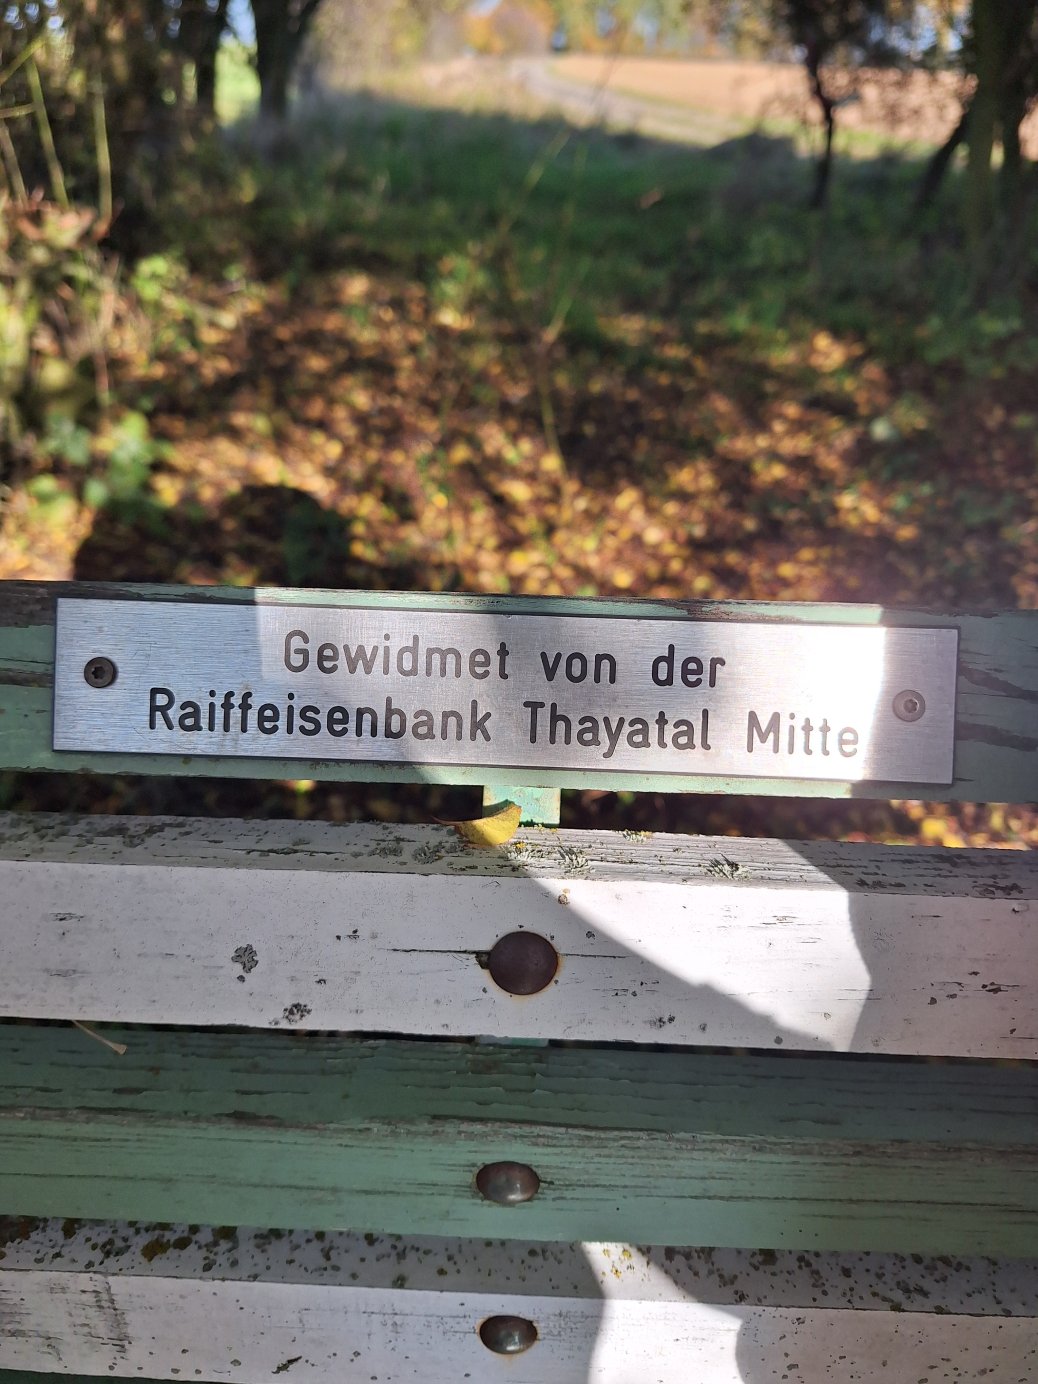 Gewidmet von der
Raiffeisenbank Thayatal Mitte